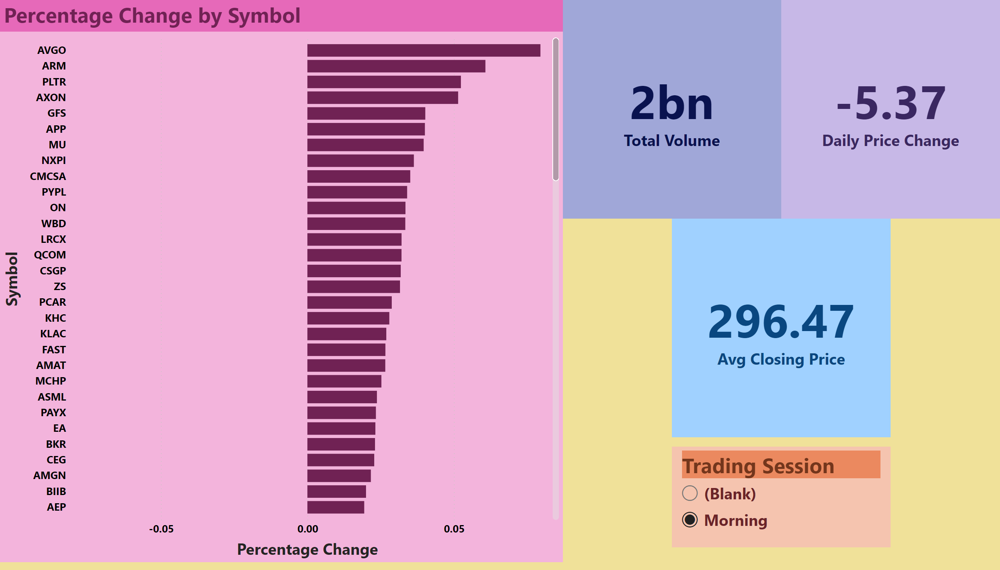 Percentage Change by Symbol
AVGO
ARM
PLTR
AXON
GFS
APP
MU
NXPI
CMCSA
PYPL
ON
WBD
LRCX
QCOM
CSGP
ZS
PCAR
KHC
KLAC
FAST
AMAT
MCHP
ASML
PAYX
EA
BKR
CEG
AMGN
BIIB
AEP
Symbol
-0.05 0.00 0.05
Percentage Change
2bn
Total Volume
-5.37
Daily Price Change
296.47
Avg Closing Price
Trading Session
(Blank)
Morning